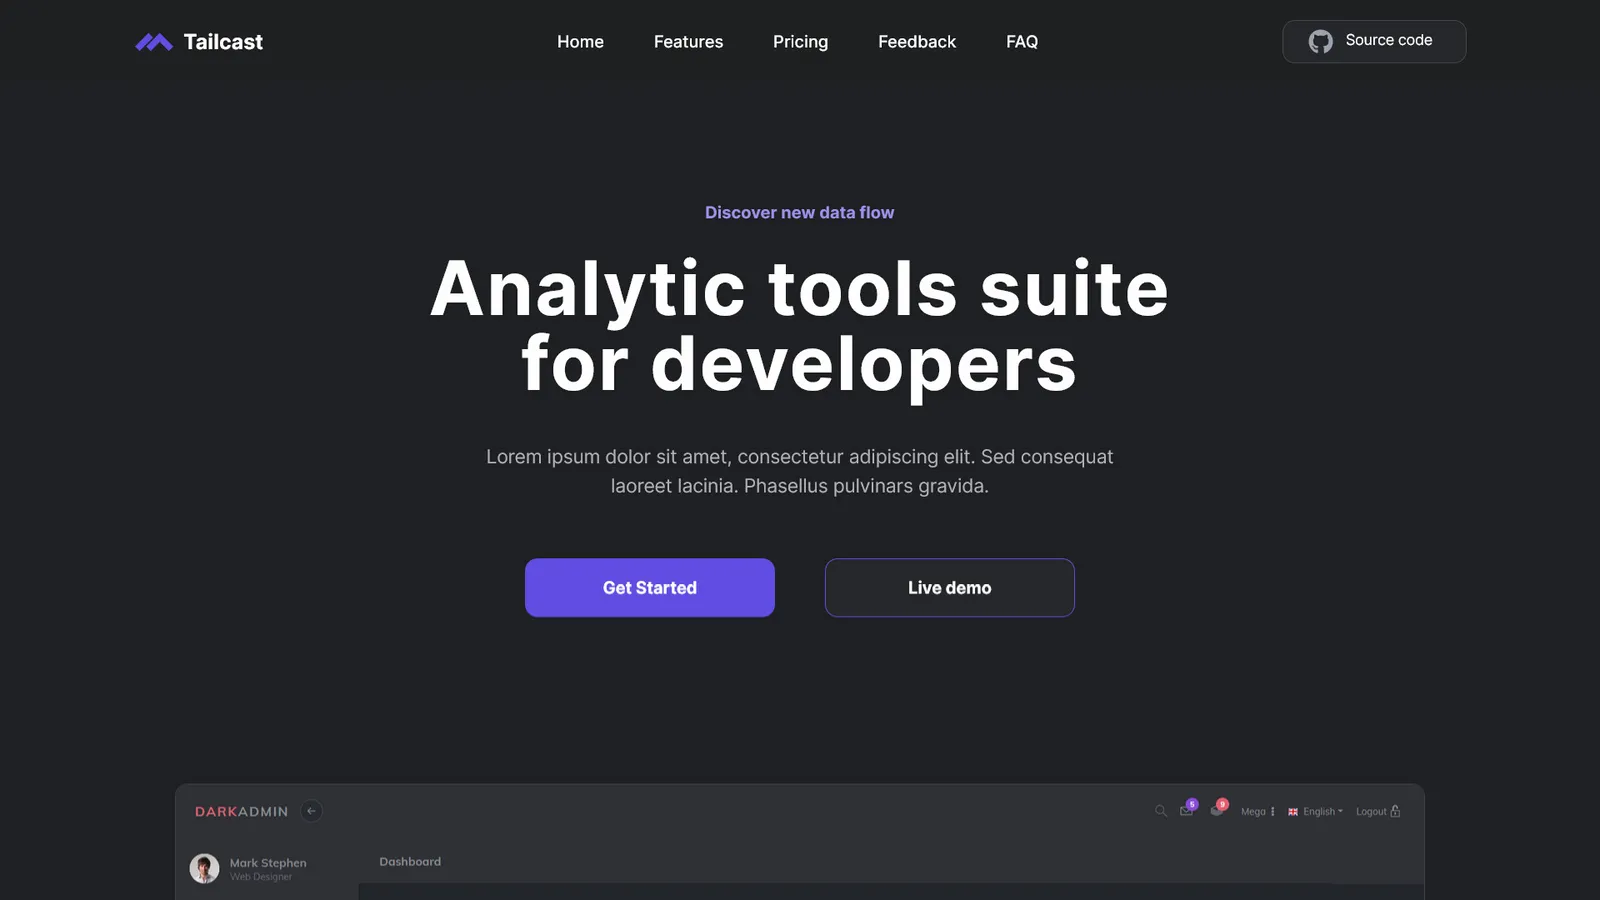 Tailcast
Home
Features
Pricing
Feedback
FAQ
Source code
Discover new data flow
Analytic tools suite
for developers
Lorem ipsum dolor sit amet, consectetur adipiscing elit. Sed consequat
laoreet lacinia. Phasellus pulvinars gravida.
Get Started
Live demo
DARKADMIN
5
9
Mega
English
Logout
Mark Stephen
Web Designer
Dashboard